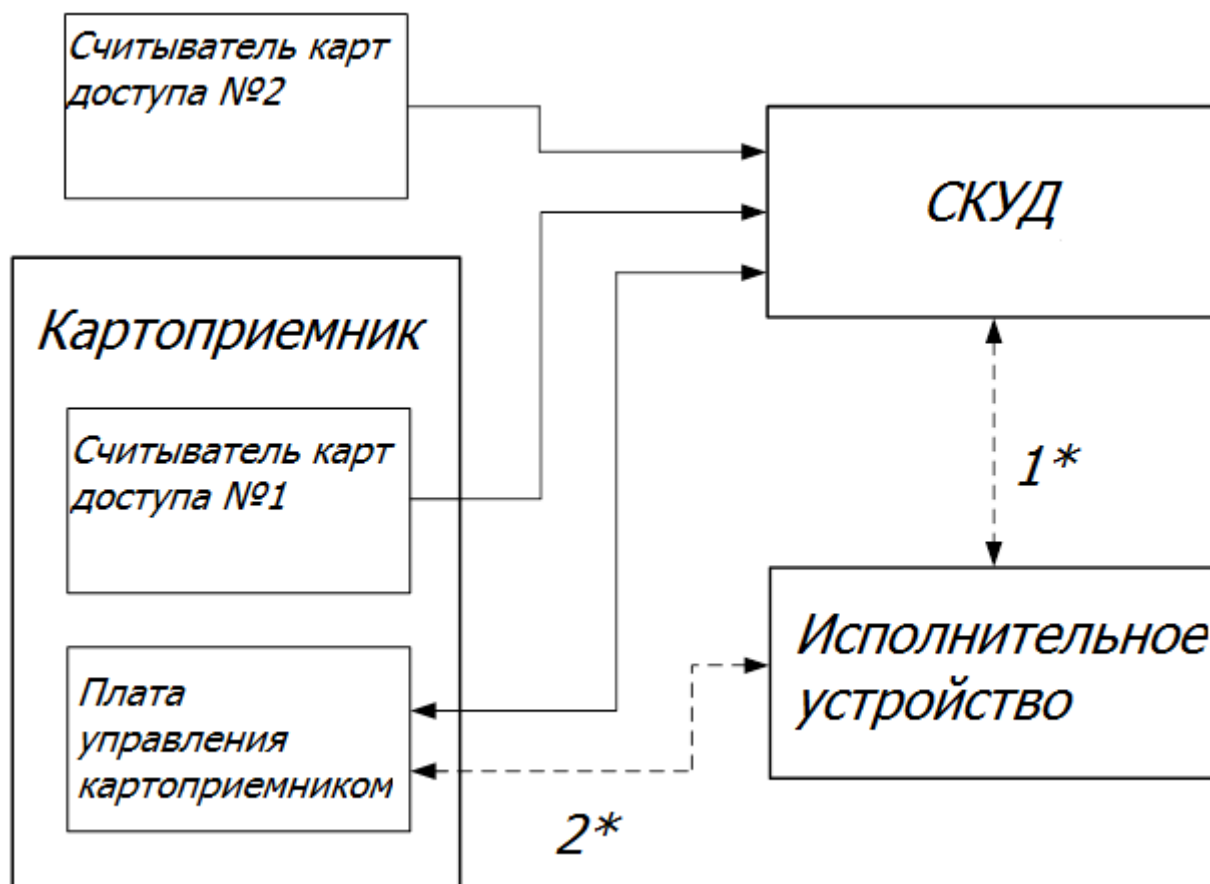 Считыватель карт
доступа №2
СКУД
Картоприемник
Считыватель карт
доступа №1
1*
Исполнительное
устройство
Плата
управления
картоприемником
2*